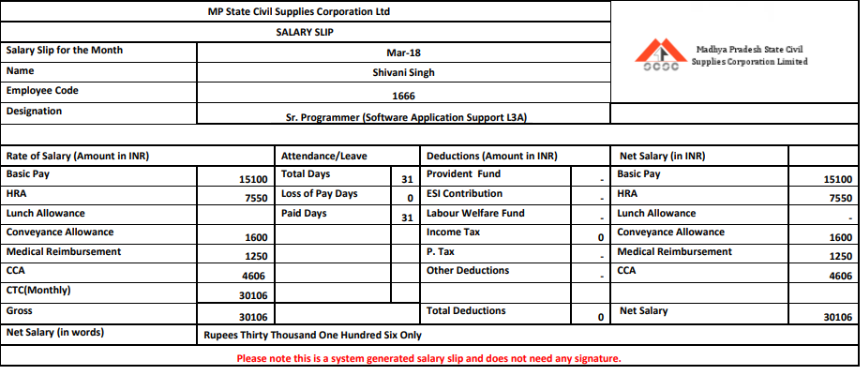 MP State Civil Supplies Corporation Ltd
SALARY SLIP
Salary Slip for the Month Mar-18
Name Shivani Singh
Employee Code 1666
Designation Sr. Programmer (Software Application Support L3A)
SCSC
Madhya Pradesh State Civil
Supplies Corporation Limited
Rate of Salary (Amount in INR) Attendance/Leave Deductions (Amount in INR) Net Salary (in INR)
Basic Pay 15100 Total Days 31 Provident Fund - Basic Pay 15100
HRA 7550 Loss of Pay Days 0 ESI Contribution - HRA 7550
Lunch Allowance Paid Days 31 Labour Welfare Fund - Lunch Allowance -
Conveyance Allowance 1600 Income Tax 0 Conveyance Allowance 1600
Medical Reimbursement 1250 P. Tax - Medical Reimbursement 1250
CCA 4606 Other Deductions - CCA 4606
CTC(Monthly) 30106
Gross 30106 Total Deductions 0 Net Salary 30106
Net Salary (in words) Rupees Thirty Thousand One Hundred Six Only
Please note this is a system generated salary slip and does not need any signature.